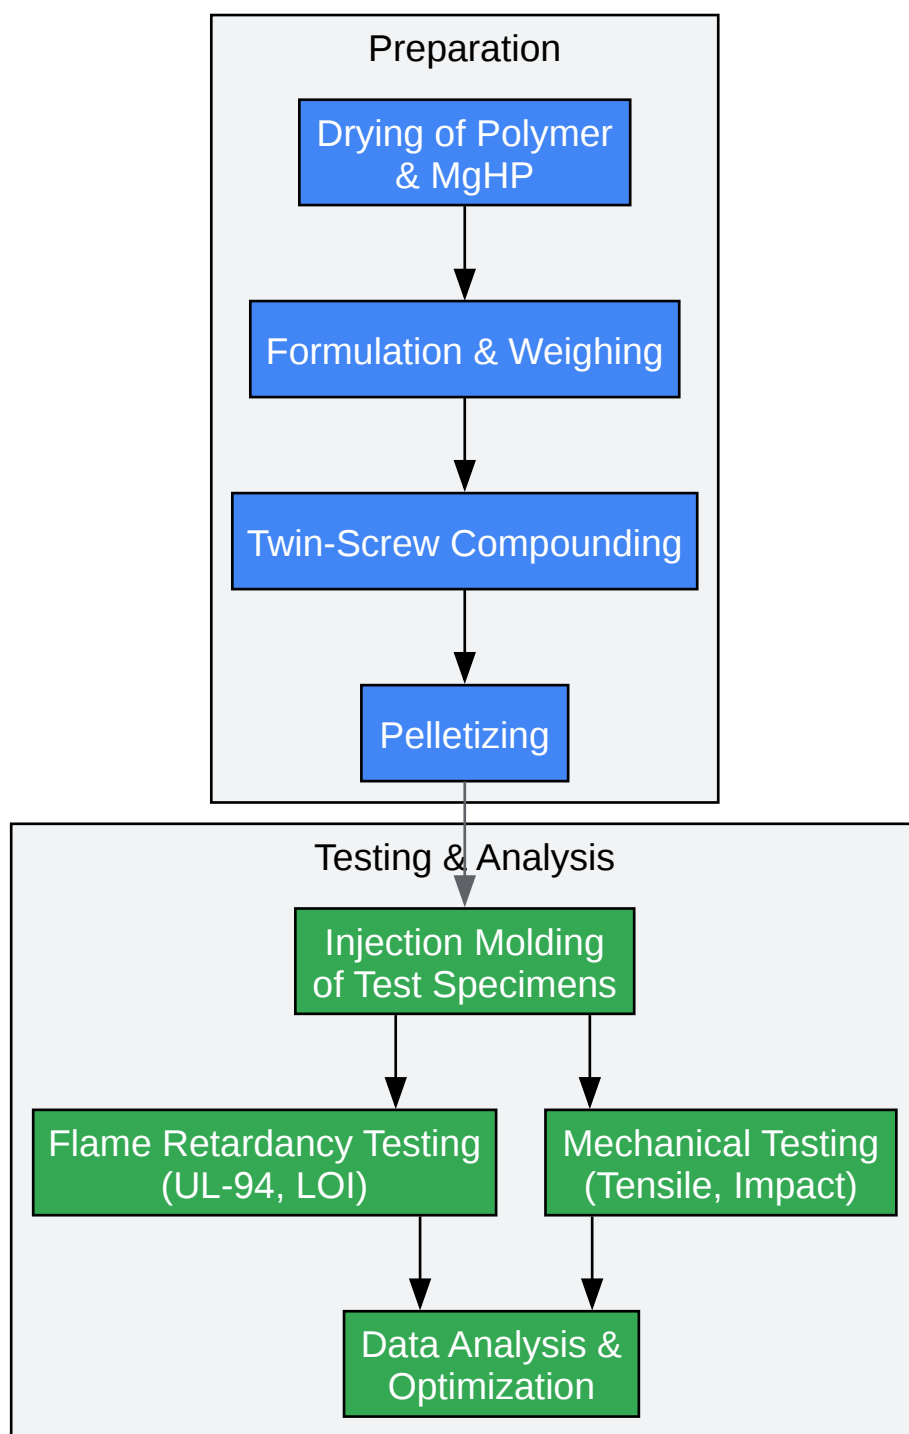 Preparation
Drying of Polymer
& MgHP
Formulation & Weighing
Twin-Screw Compounding
Pelletizing
Testing & Analysis
Injection Molding
of Test Specimens
Flame Retardancy Testing
(UL-94, LOI)
Mechanical Testing
(Tensile, Impact)
Data Analysis &
Optimization